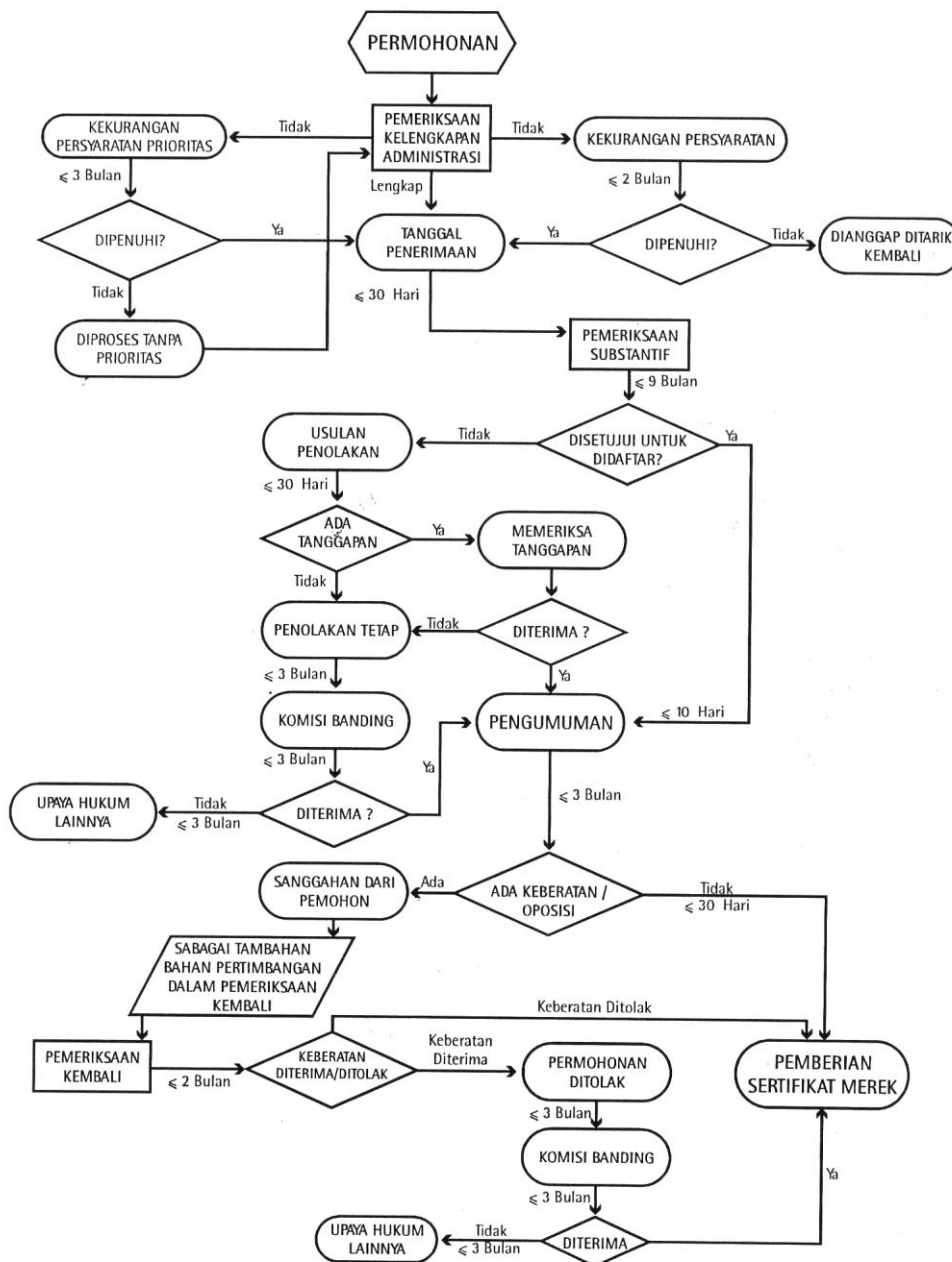 PERMOHONAN
PEMERIKSAAN
KELENGKAPAN
ADMINISTRASI
Tidak
Tidak
KEKURANGAN
PERSYARATAN PRIORITAS
KEKURANGAN PERSYARATAN
⩽ 3 Bulan
Lengkap
⩽ 2 Bulan
DIPENUHI?
Ya
TANGGAL
PENERIMAAN
Ya
DIPENUHI?
Tidak
DIANGGAP DITARIK
KEMBALI
Tidak
⩽ 30 Hari
DIPROSES TANPA
PRIORITAS
PEMERIKSAAN
SUBSTANTIF
⩽ 9 Bulan
USULAN
PENOLAKAN
Tidak
DISETUJUI UNTUK
DIDAFTAR?
Ya
⩽ 30 Hari
ADA
TANGGAPAN
Ya
MEMERIKSA
TANGGAPAN
Tidak
PENOLAKAN TETAP
Tidak
DITERIMA ?
⩽ 3 Bulan
Ya
KOMISI BANDING
PENGUMUMAN
⩽ 10 Hari
⩽ 3 Bulan
Ya
UPAYA HUKUM
LAINNYA
Tidak
⩽ 3 Bulan
DITERIMA ?
⩽ 3 Bulan
SANGGAHAN DARI
PEMOHON
Ada
ADA KEBERATAN /
OPOSISI
Tidak
⩽ 30 Hari
SABAGAI TAMBAHAN
BAHAN PERTIMBANGAN
DALAM PEMERIKSAAN
KEMBALI
Keberatan Ditolak
PEMERIKSAAN
KEMBALI
⩽ 2 Bulan
KEBERATAN
DITERIMA/DITOLAK
Keberatan
Diterima
PERMOHONAN
DITOLAK
PEMBERIAN
SERTIFIKAT MEREK
⩽ 3 Bulan
KOMISI BANDING
⩽ 3 Bulan
Ya
UPAYA HUKUM
LAINNYA
Tidak
⩽ 3 Bulan
DITERIMA